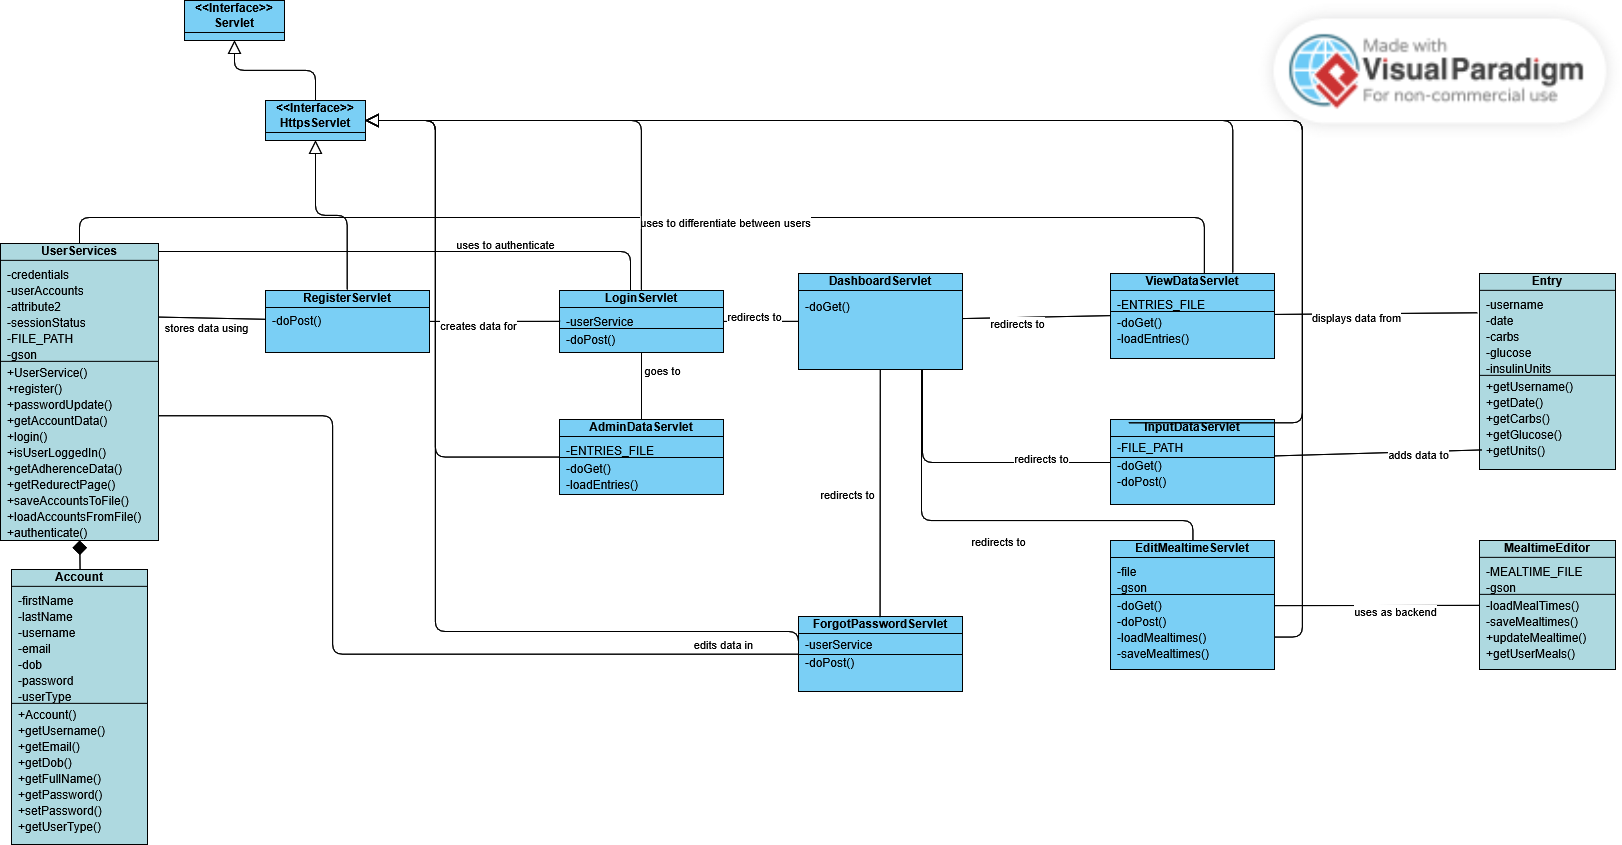 <<Interface>>
Servlet
Made with
Visual Paradigm
For non-commercial use
<<Interface>>
HttpsServlet
uses to differentiate between users
uses to authenticate
UserServices
-credentials
-userAccounts
-attribute2
-sessionStatus
-FILE_PATH
-gson
+UserService()
+register()
+passwordUpdate()
+getAccountData()
+login()
+isUserLoggedIn()
+getAdherenceData()
+getRedurectPage()
+saveAccountsToFile()
+loadAccountsFromFile()
+authenticate()
stores data using
RegisterServlet
-doPost()
creates data for
LoginServlet
-userService
-doPost()
redirects to
goes to
DashboardServlet
-doGet()
redirects to
ViewDataServlet
-ENTRIES_FILE
-doGet()
-loadEntries()
displays data from
Entry
-username
-date
-carbs
-glucose
-insulinUnits
+getUsername()
+getDate()
+getCarbs()
+getGlucose()
+getUnits()
AdminDataServlet
-ENTRIES_FILE
-doGet()
-loadEntries()
redirects to
InputDataServlet
-FILE_PATH
-doGet()
-doPost()
adds data to
redirects to
redirects to
EditMealtimeServlet
-file
-gson
-doGet()
-doPost()
-loadMealtimes()
-saveMealtimes()
uses as backend
MealtimeEditor
-MEALTIME_FILE
-gson
-loadMealTimes()
-saveMealtimes()
+updateMealtime()
+getUserMeals()
edits data in
ForgotPasswordServlet
-userService
-doPost()
Account
-firstName
-lastName
-username
-email
-dob
-password
-userType
+Account()
+getUsername()
+getEmail()
+getDob()
+getFullName()
+getPassword()
+setPassword()
+getUserType()